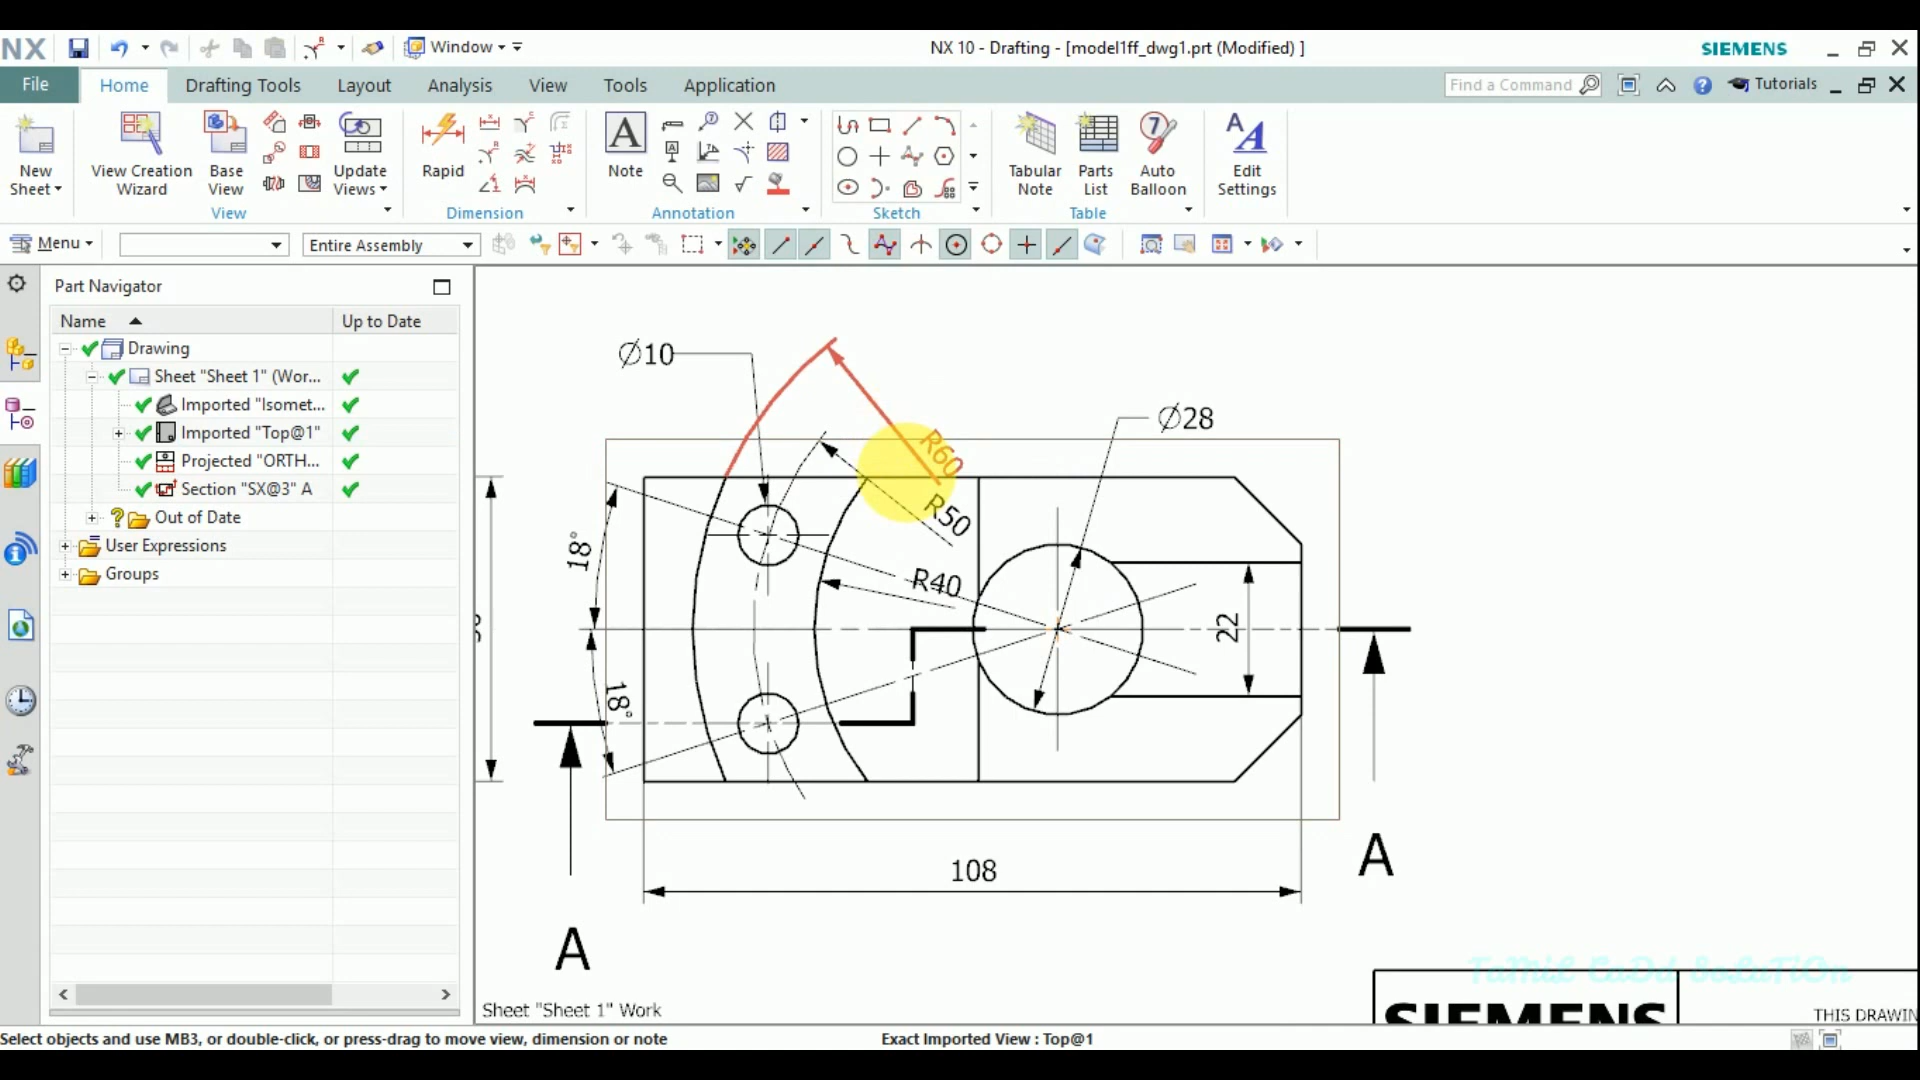 NX
Window
NX 10 - Drafting - [model1ff_dwg1.prt (Modified) ]
SIEMENS
File
Home
Drafting Tools
Layout
Analysis
View
Tools
Application
Find a Command
Tutorials
New Sheet
View Creation Wizard
Base View
Update Views
Rapid
Note
Tabular Note
Parts List
Auto Balloon
Edit Settings
View
Dimension
Annotation
Sketch
Table
Menu
Entire Assembly
Part Navigator
Name
Up to Date
Drawing
Sheet "Sheet 1" (Wor...
Imported "Isomet...
Imported "Top@1"
Projected "ORTH...
Section "SX@3" A
Out of Date
User Expressions
Groups
Ø10
Ø28
R60
R50
R40
18°
18°
22
108
A
A
TaMiL CaDd SoLuTiOn
SIEMENS
THIS DRAWIN
Sheet "Sheet 1" Work
Select objects and use MB3, or double-click, or press-drag to move view, dimension or note
Exact Imported View : Top@1